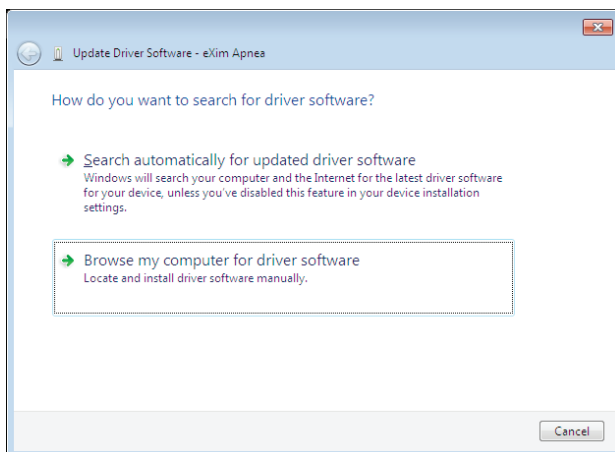 Update Driver Software - eXim Apnea
How do you want to search for driver software?
Search automatically for updated driver software
Windows will search your computer and the Internet for the latest driver software
for your device, unless you've disabled this feature in your device installation
settings.
Browse my computer for driver software
Locate and install driver software manually.
Cancel